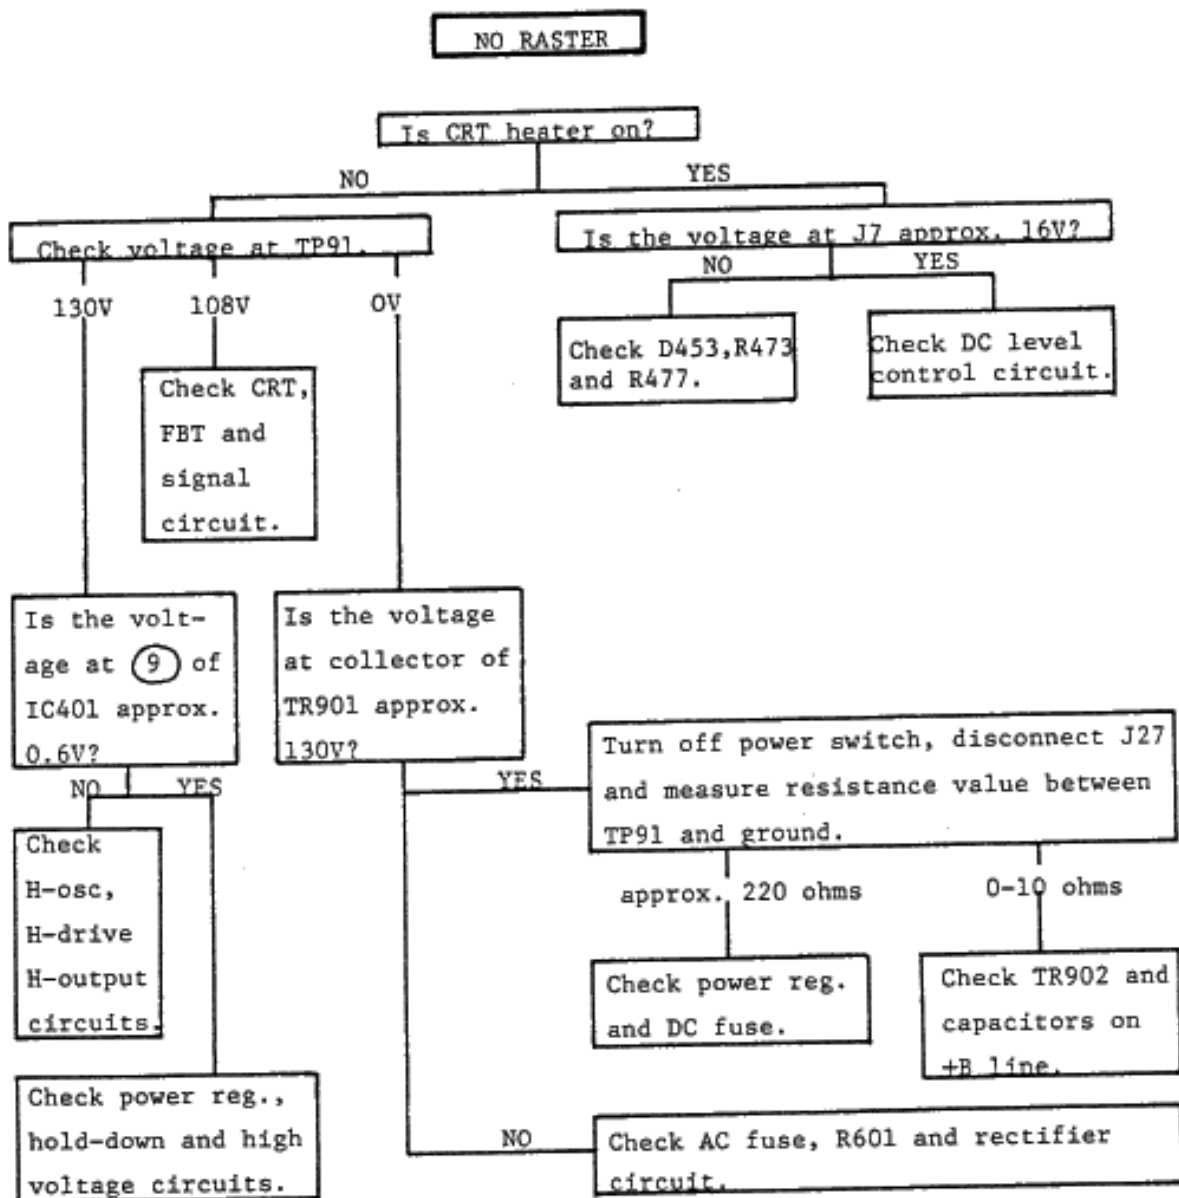 NO RASTER
Is CRT heater on?
NO
YES
Check voltage at TP91.
Is the voltage at J7 approx. 16V?
NO
YES
130V
108V
0V
Check D453,R473
and R477.
Check DC level
control circuit.
Check CRT,
FBT and
signal
circuit.
Is the volt-
age at 9 of
IC401 approx.
0.6V?
Is the voltage
at collector of
TR901 approx.
130V?
NO
YES
YES
Turn off power switch, disconnect J27
and measure resistance value between
TP91 and ground.
Check
H-osc,
H-drive
H-output
circuits.
approx. 220 ohms
0-10 ohms
Check power reg.
and DC fuse.
Check TR902 and
capacitors on
+B line.
Check power reg.,
hold-down and high
voltage circuits.
NO
Check AC fuse, R601 and rectifier
circuit.